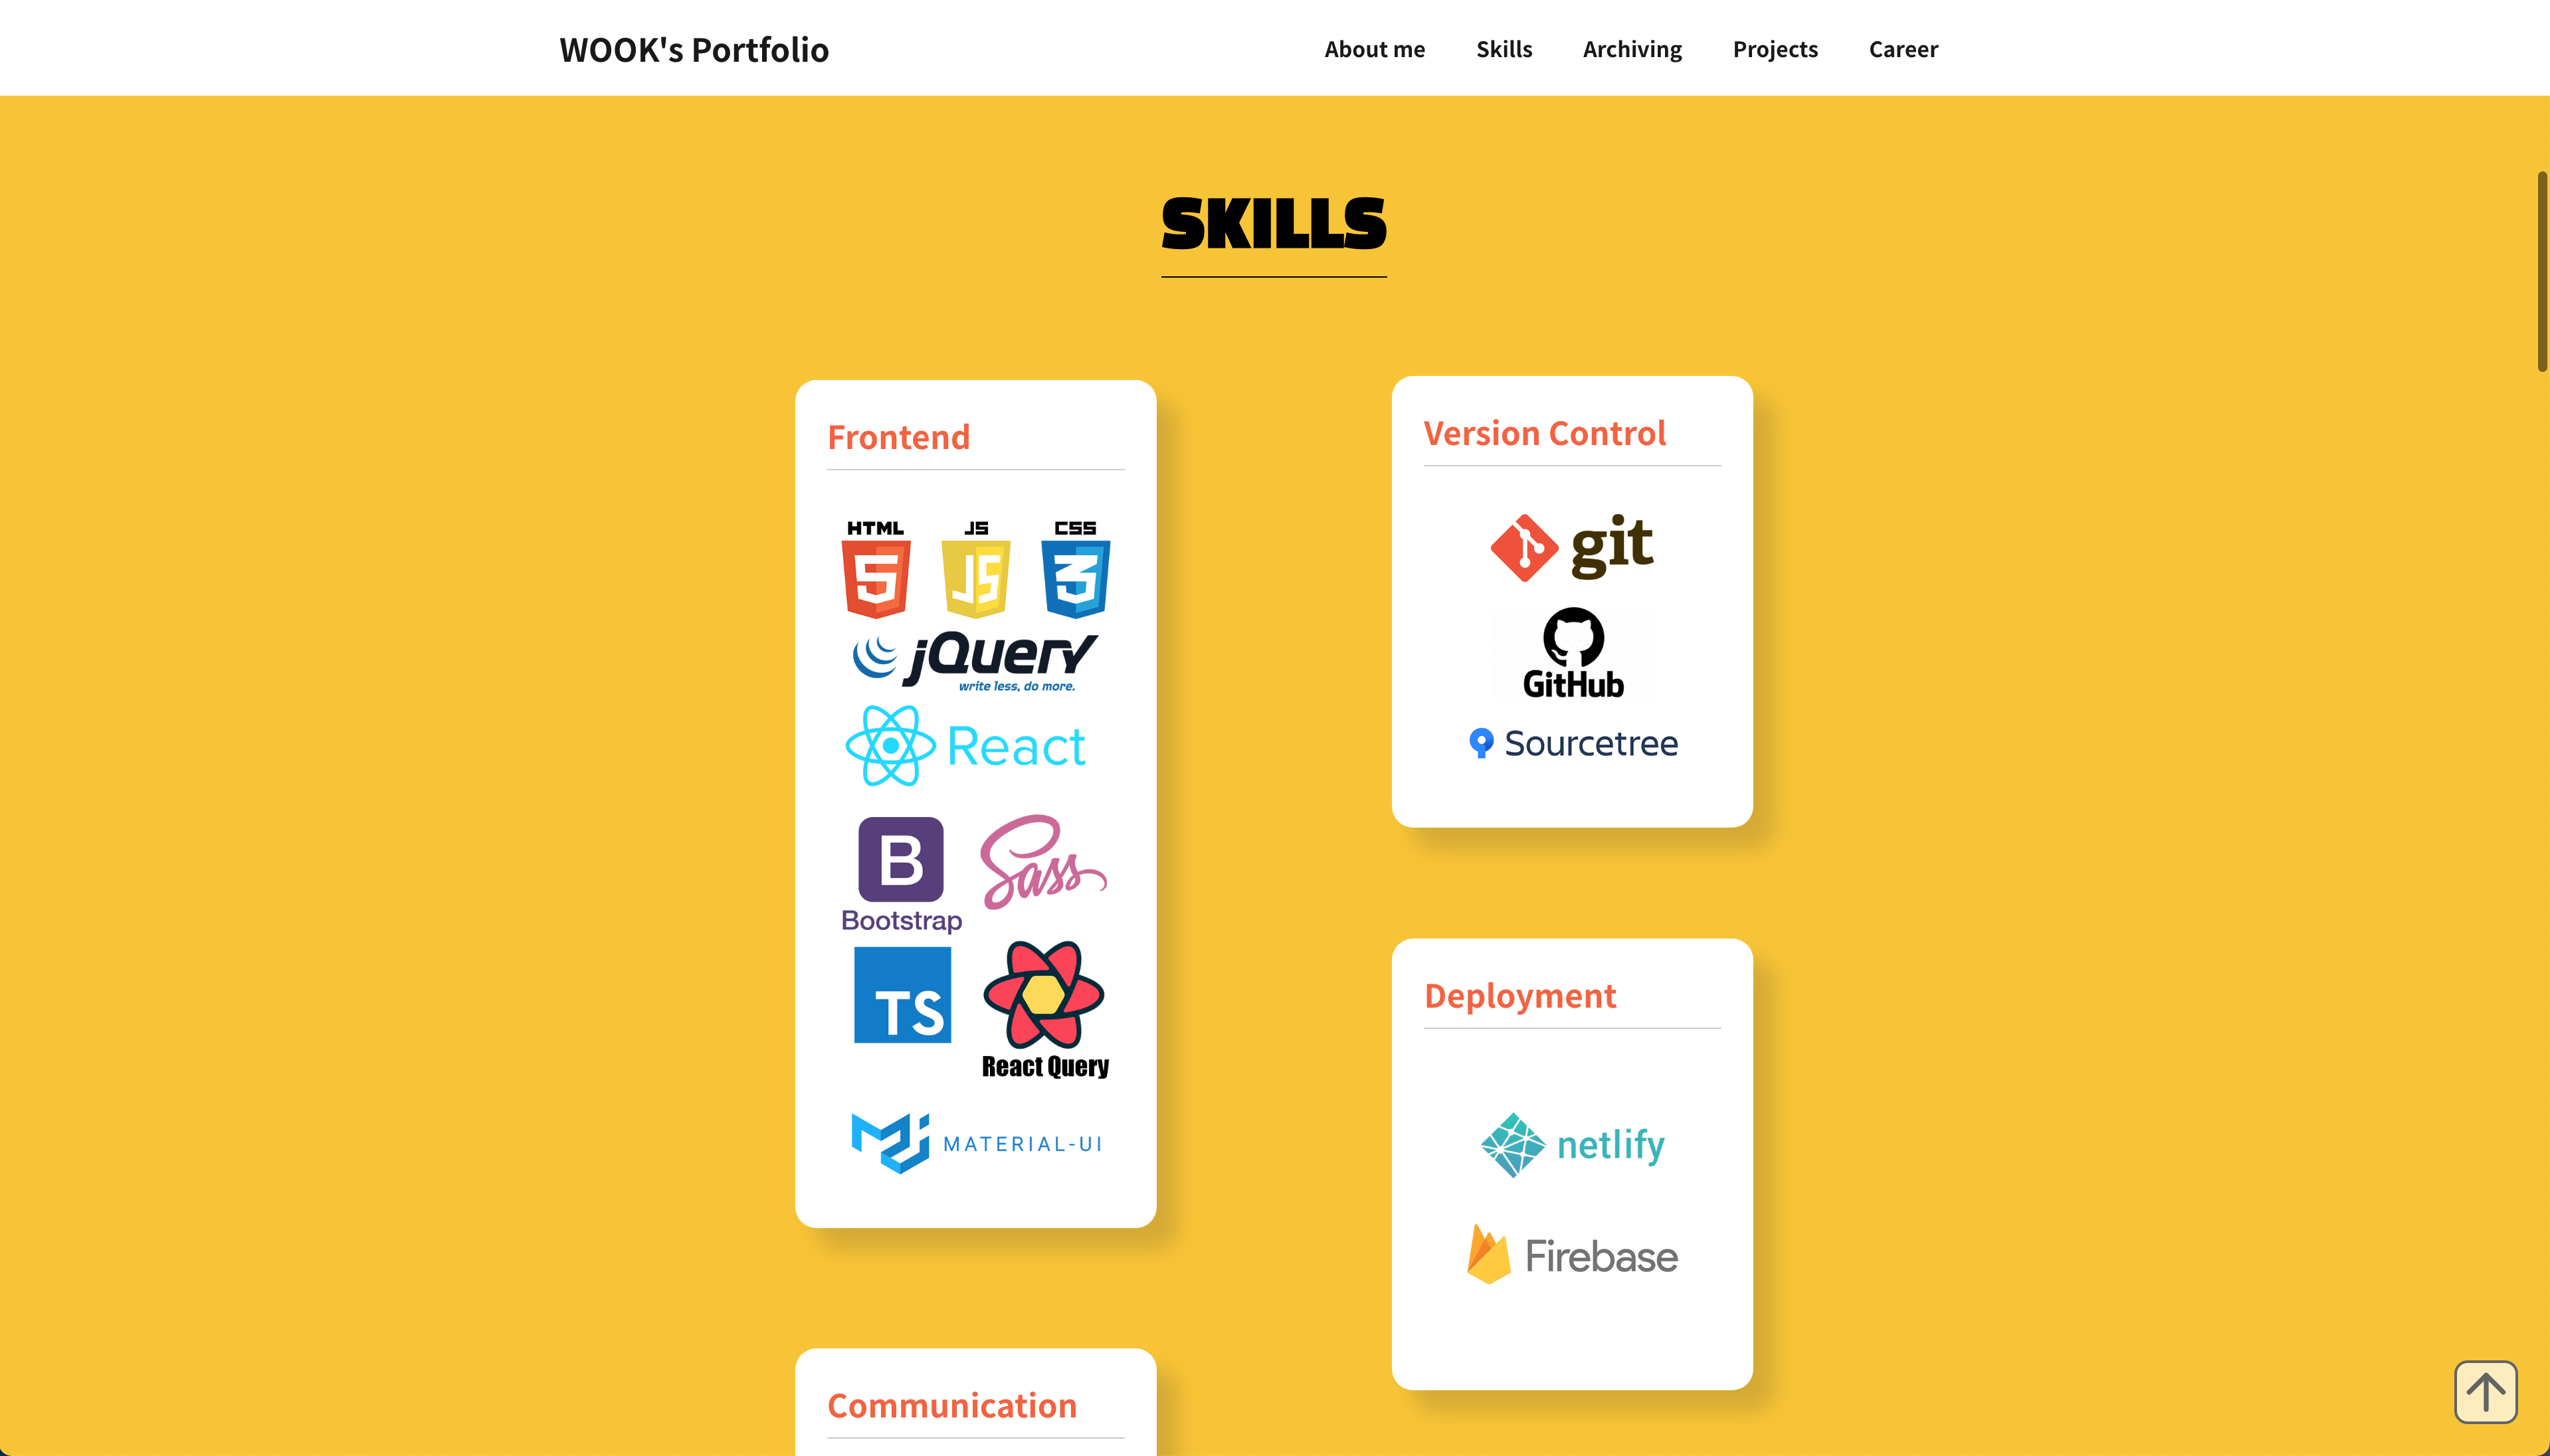 WOOK's Portfolio
About me Skills Archiving Projects Career
SKILLS
Frontend
HTML JS CSS
5 JS 3
jQuery
write less, do more.
React
B Sass
Bootstrap
TS
React Query
MATERIAL-UI
Version Control
git
GitHub
Sourcetree
Deployment
netlify
Firebase
Communication